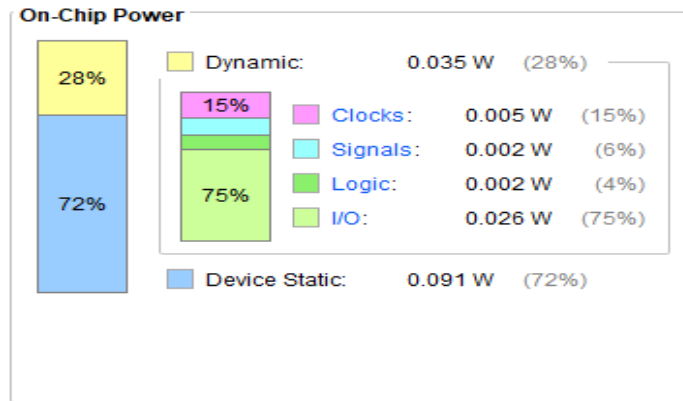 On-Chip Power
28%
72%
Dynamic: 0.035 W (28%)
15%
75%
Clocks: 0.005 W (15%)
Signals: 0.002 W (6%)
Logic: 0.002 W (4%)
I/O: 0.026 W (75%)
Device Static: 0.091 W (72%)